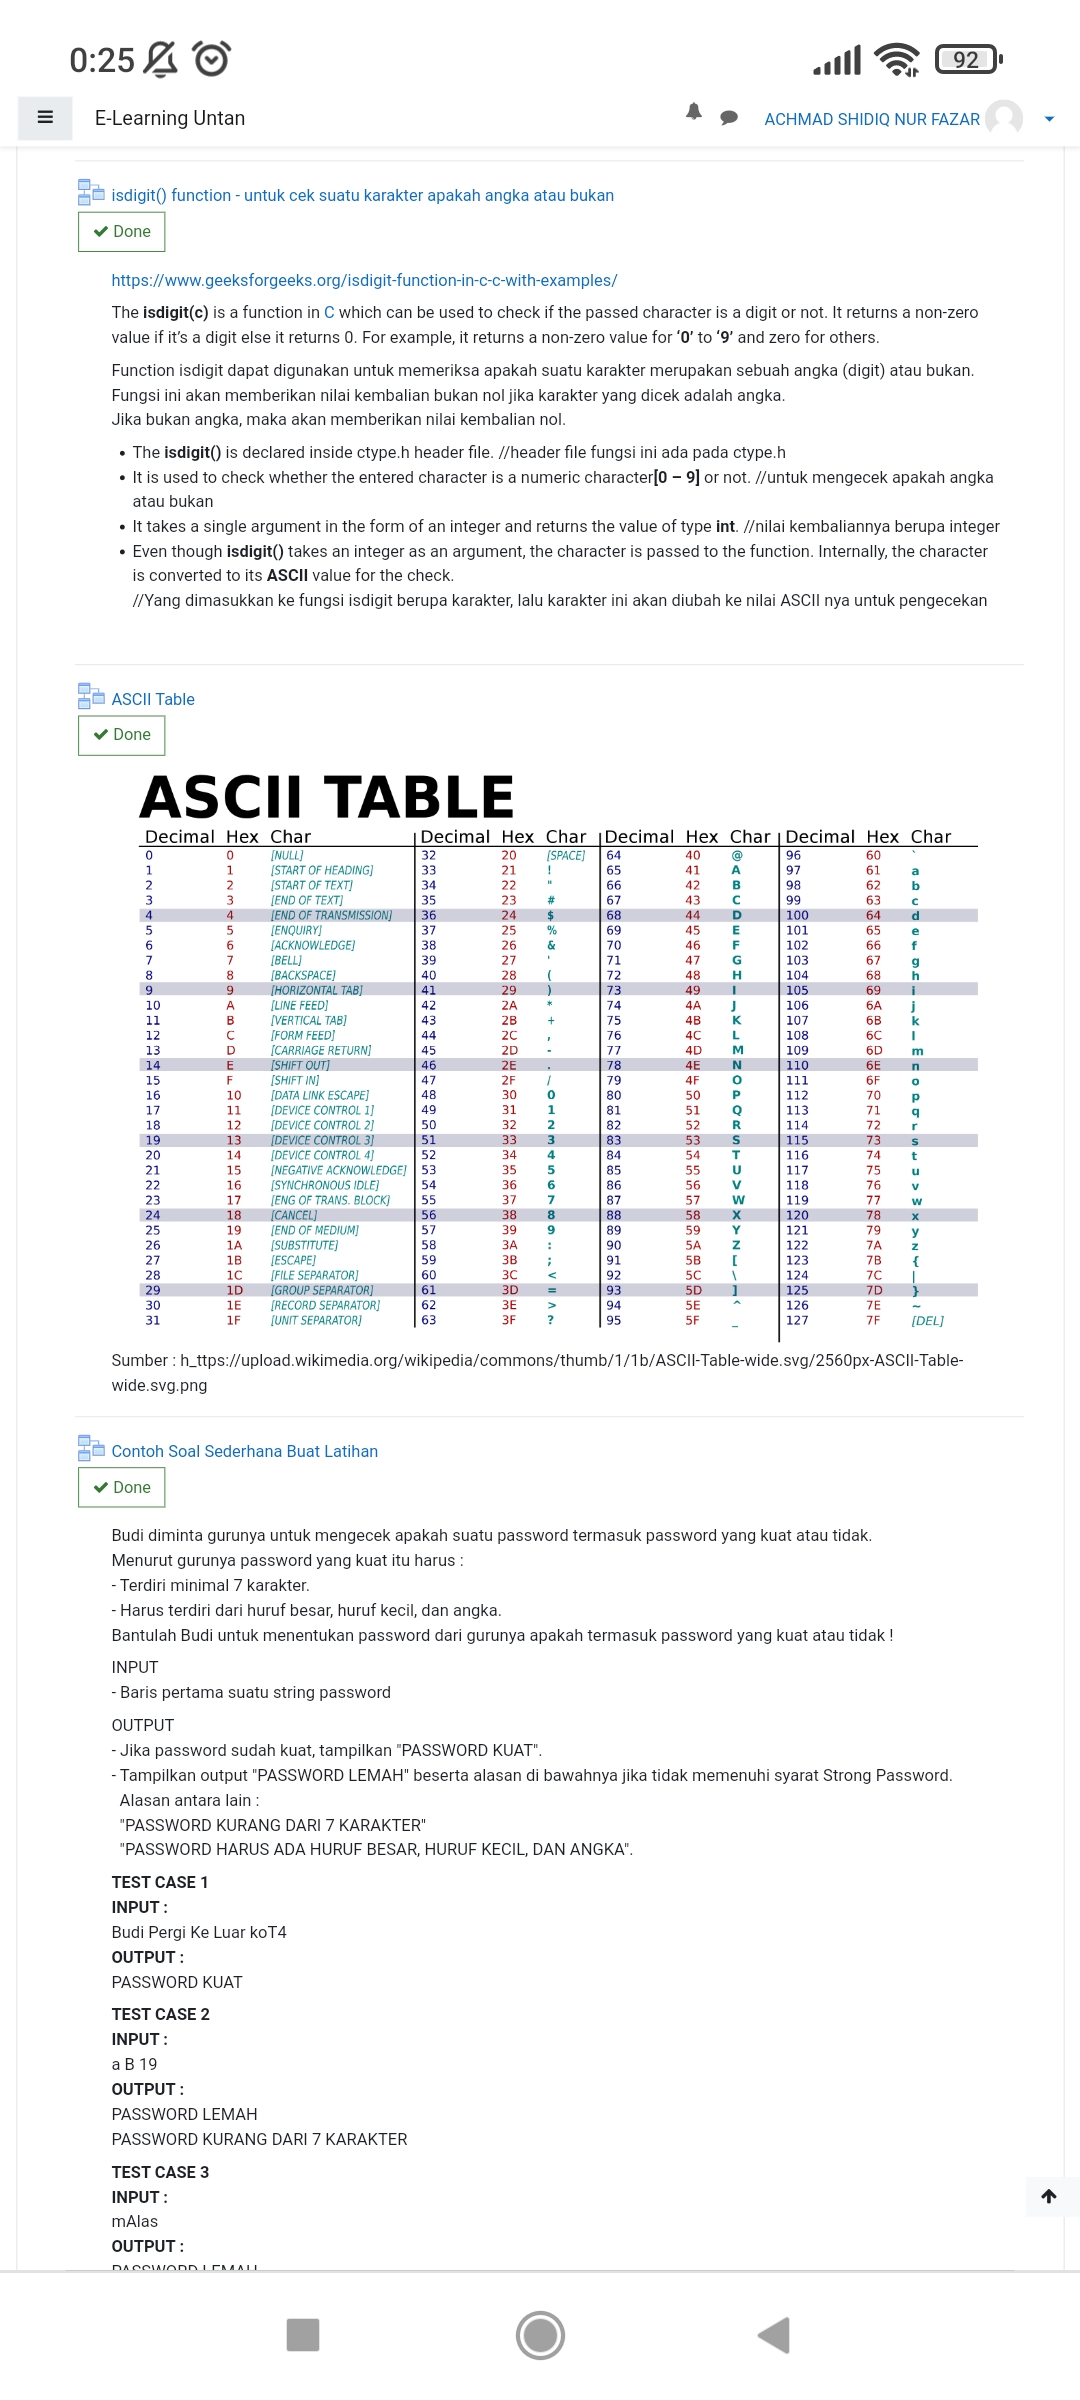 0:25
92
E-Learning Untan
ACHMAD SHIDIQ NUR FAZAR
isdigit() function - untuk cek suatu karakter apakah angka atau bukan
Done
https://www.geeksforgeeks.org/isdigit-function-in-c-c-with-examples/
The isdigit(c) is a function in C which can be used to check if the passed character is a digit or not. It returns a non-zero
value if it's a digit else it returns 0. For example, it returns a non-zero value for ‘0’ to ‘9’ and zero for others.
Function isdigit dapat digunakan untuk memeriksa apakah suatu karakter merupakan sebuah angka (digit) atau bukan.
Fungsi ini akan memberikan nilai kembalian bukan nol jika karakter yang dicek adalah angka.
Jika bukan angka, maka akan memberikan nilai kembalian nol.
• The isdigit() is declared inside ctype.h header file. //header file fungsi ini ada pada ctype.h
• It is used to check whether the entered character is a numeric character[0 – 9] or not. //untuk mengecek apakah angka
atau bukan
• It takes a single argument in the form of an integer and returns the value of type int. //nilai kembaliannya berupa integer
• Even though isdigit() takes an integer as an argument, the character is passed to the function. Internally, the character
is converted to its ASCII value for the check.
//Yang dimasukkan ke fungsi isdigit berupa karakter, lalu karakter ini akan diubah ke nilai ASCII nya untuk pengecekan
ASCII Table
Done
ASCII TABLE
Decimal Hex Char Decimal Hex Char Decimal Hex Char Decimal Hex Char
0 0 [NULL] 32 20 [SPACE] 64 40 @ 96 60 `
1 1 [START OF HEADING] 33 21 ! 65 41 A 97 61 a
2 2 [START OF TEXT] 34 22 " 66 42 B 98 62 b
3 3 [END OF TEXT] 35 23 # 67 43 C 99 63 c
4 4 [END OF TRANSMISSION] 36 24 $ 68 44 D 100 64 d
5 5 [ENQUIRY] 37 25 % 69 45 E 101 65 e
6 6 [ACKNOWLEDGE] 38 26 & 70 46 F 102 66 f
7 7 [BELL] 39 27 ' 71 47 G 103 67 g
8 8 [BACKSPACE] 40 28 ( 72 48 H 104 68 h
9 9 [HORIZONTAL TAB] 41 29 ) 73 49 I 105 69 i
10 A [LINE FEED] 42 2A * 74 4A J 106 6A j
11 B [VERTICAL TAB] 43 2B + 75 4B K 107 6B k
12 C [FORM FEED] 44 2C , 76 4C L 108 6C l
13 D [CARRIAGE RETURN] 45 2D - 77 4D M 109 6D m
14 E [SHIFT OUT] 46 2E . 78 4E N 110 6E n
15 F [SHIFT IN] 47 2F / 79 4F O 111 6F o
16 10 [DATA LINK ESCAPE] 48 30 0 80 50 P 112 70 p
17 11 [DEVICE CONTROL 1] 49 31 1 81 51 Q 113 71 q
18 12 [DEVICE CONTROL 2] 50 32 2 82 52 R 114 72 r
19 13 [DEVICE CONTROL 3] 51 33 3 83 53 S 115 73 s
20 14 [DEVICE CONTROL 4] 52 34 4 84 54 T 116 74 t
21 15 [NEGATIVE ACKNOWLEDGE] 53 35 5 85 55 U 117 75 u
22 16 [SYNCHRONOUS IDLE] 54 36 6 86 56 V 118 76 v
23 17 [ENG OF TRANS. BLOCK] 55 37 7 87 57 W 119 77 w
24 18 [CANCEL] 56 38 8 88 58 X 120 78 x
25 19 [END OF MEDIUM] 57 39 9 89 59 Y 121 79 y
26 1A [SUBSTITUTE] 58 3A : 90 5A Z 122 7A z
27 1B [ESCAPE] 59 3B ; 91 5B [ 123 7B {
28 1C [FILE SEPARATOR] 60 3C < 92 5C \ 124 7C |
29 1D [GROUP SEPARATOR] 61 3D = 93 5D ] 125 7D }
30 1E [RECORD SEPARATOR] 62 3E > 94 5E ^ 126 7E ~
31 1F [UNIT SEPARATOR] 63 3F ? 95 5F _ 127 7F [DEL]
Sumber : h_ttps://upload.wikimedia.org/wikipedia/commons/thumb/1/1b/ASCII-Table-wide.svg/2560px-ASCII-Table-
wide.svg.png
Contoh Soal Sederhana Buat Latihan
Done
Budi diminta gurunya untuk mengecek apakah suatu password termasuk password yang kuat atau tidak.
Menurut gurunya password yang kuat itu harus :
- Terdiri minimal 7 karakter.
- Harus terdiri dari huruf besar, huruf kecil, dan angka.
Bantulah Budi untuk menentukan password dari gurunya apakah termasuk password yang kuat atau tidak !
INPUT
- Baris pertama suatu string password
OUTPUT
- Jika password sudah kuat, tampilkan "PASSWORD KUAT".
- Tampilkan output "PASSWORD LEMAH" beserta alasan di bawahnya jika tidak memenuhi syarat Strong Password.
Alasan antara lain :
"PASSWORD KURANG DARI 7 KARAKTER"
"PASSWORD HARUS ADA HURUF BESAR, HURUF KECIL, DAN ANGKA".
TEST CASE 1
INPUT :
Budi Pergi Ke Luar koT4
OUTPUT :
PASSWORD KUAT
TEST CASE 2
INPUT :
a B 19
OUTPUT :
PASSWORD LEMAH
PASSWORD KURANG DARI 7 KARAKTER
TEST CASE 3
INPUT :
mAlas
OUTPUT :
PASSWORD LEMAH